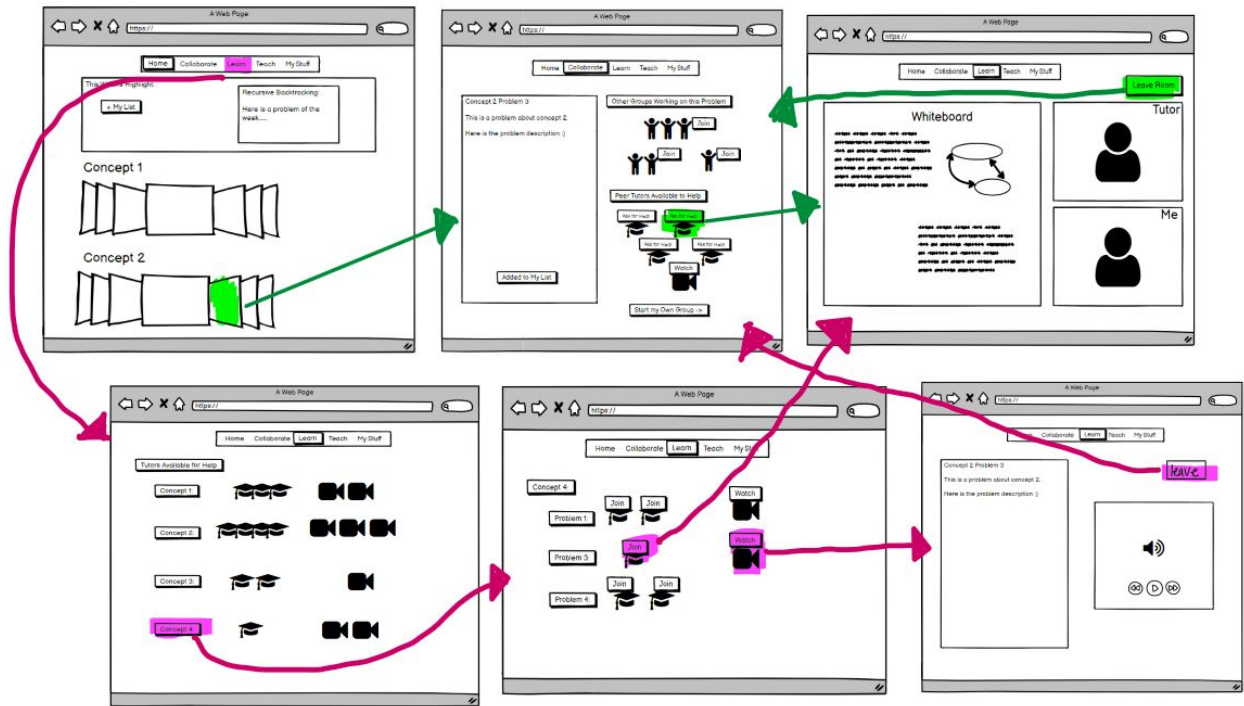 A Web Page
https://
Home Collaborate Learn Teach My Stuff
+ My List
Recursive Backtracking:
Here is a problem of the
week.....
Concept 1
Concept 2
A Web Page
https://
Home Collaborate Learn Teach My Stuff
Concept 2 Problem 3
This is a problem about concept 2.
Here is the problem description :)
Added to My List
Other Groups Working on this Problem
Join
Join
Join
Peer Tutors Available to Help
Ask for Help
Ask for Help
Ask for Help
Ask for Help
Watch
Start my Own Group ->
A Web Page
https://
Home Collaborate Learn Teach My Stuff
Leave Room
Whiteboard
Tutor
Me
A Web Page
https://
Home Collaborate Learn Teach My Stuff
Tutors Available for Help
Concept 1:
Concept 2:
Concept 3:
Concept 4:
A Web Page
https://
Home Collaborate Learn Teach My Stuff
Concept 4:
Join Join Watch
Problem 1:
Join Watch
Problem 3:
Join Join
Problem 4:
A Web Page
https://
Collaborate Learn Teach My Stuff
leave
Concept 2 Problem 3
This is a problem about concept 2.
Here is the problem description :)